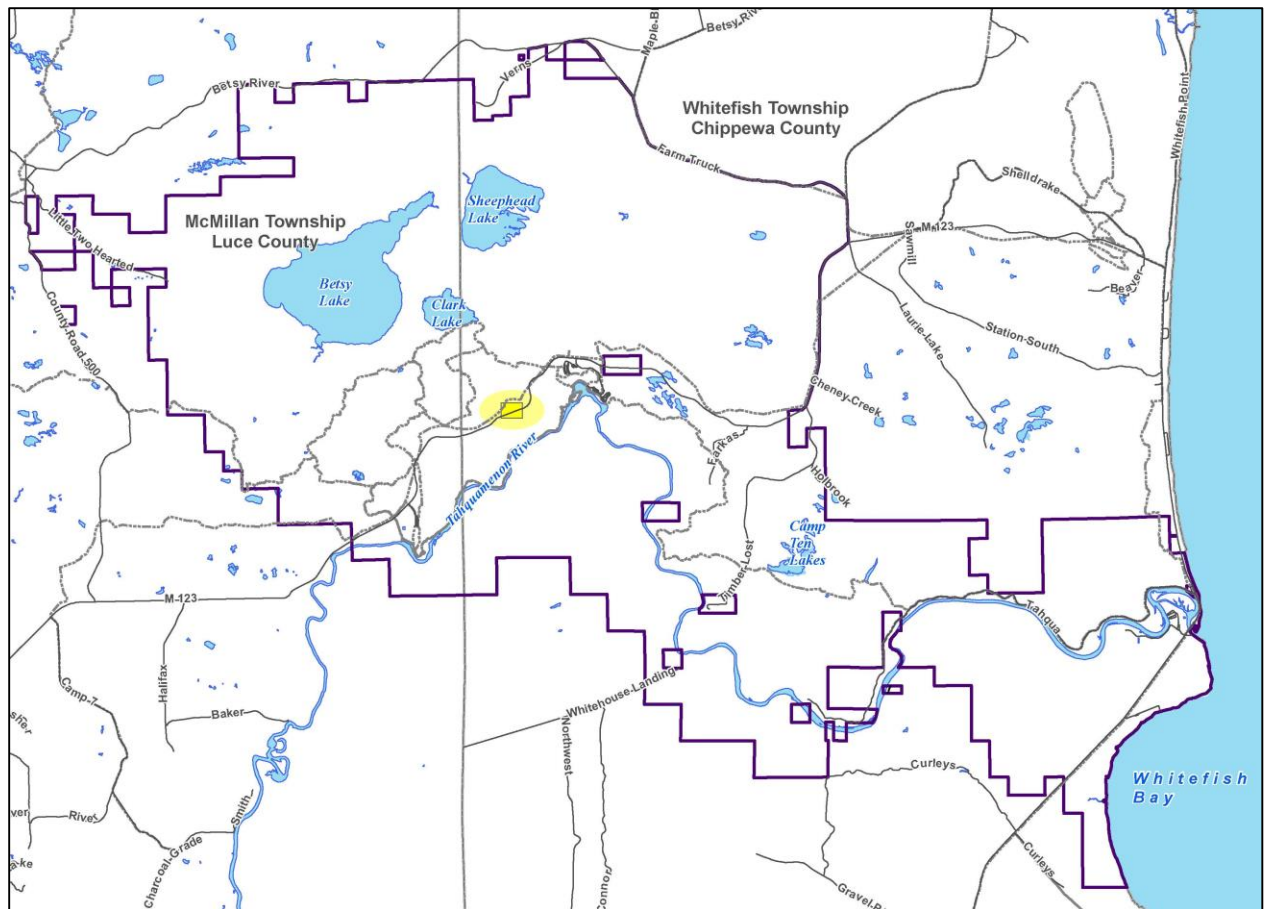 Betsy River
Maple-B
Betsy-River
Verns
Whitefish Point
Whitefish Township
Chippewa County
Farm-Truck
Shelldrake
Sheephead
Lake
McMillan Township
Luce County
Little-Two Hearted
Sawmill
M-123
Betsy
Lake
Beaver
Clark
Lake
County-Road-500
Laurie-Lake
Station-South
Cheney-Creek
Farkas
Holbrook
Tahquamenon River
Camp
Ten
Lakes
Timber-Lost
M-123
Tahqua
Camp-7
Halifax
Baker
Whitehouse-Landing
Northwest
Curleys
Whitefish
Bay
sher
ver
River
Smith
Charcoal-Grade
Connor
Curleys
Gravel-P